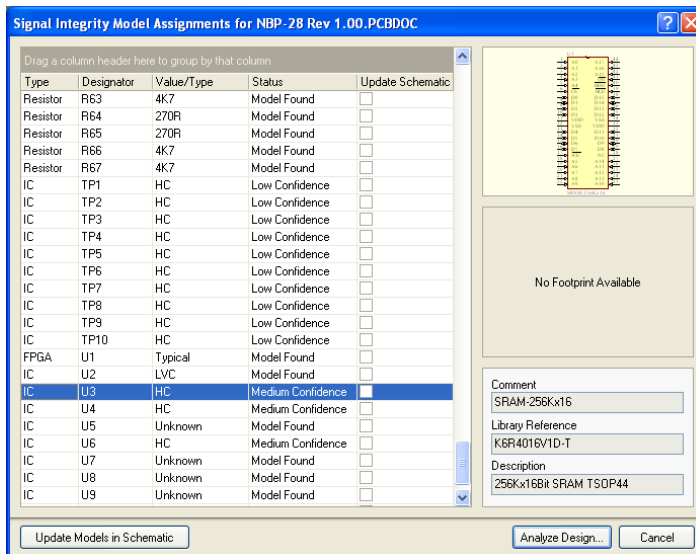 Signal Integrity Model Assignments for NBP-28 Rev 1.00.PCBDOC
Drag a column header here to group by that column
Type Designator Value/Type Status Update Schematic
Resistor R63 4K7 Model Found
Resistor R64 270R Model Found
Resistor R65 270R Model Found
Resistor R66 4K7 Model Found
Resistor R67 4K7 Model Found
IC TP1 HC Low Confidence
IC TP2 HC Low Confidence
IC TP3 HC Low Confidence
IC TP4 HC Low Confidence
IC TP5 HC Low Confidence
IC TP6 HC Low Confidence
IC TP7 HC Low Confidence
IC TP8 HC Low Confidence
IC TP9 HC Low Confidence
IC TP10 HC Low Confidence
FPGA U1 Typical Model Found
IC U2 LVC Model Found
IC U3 HC Medium Confidence
IC U4 HC Medium Confidence
IC U5 Unknown Model Found
IC U6 HC Medium Confidence
IC U7 Unknown Model Found
IC U8 Unknown Model Found
IC U9 Unknown Model Found
No Footprint Available
Comment
SRAM-256Kx16
Library Reference
K6R4016V1D-T
Description
256Kx16Bit SRAM TSOP44
Update Models in Schematic
Analyze Design...
Cancel